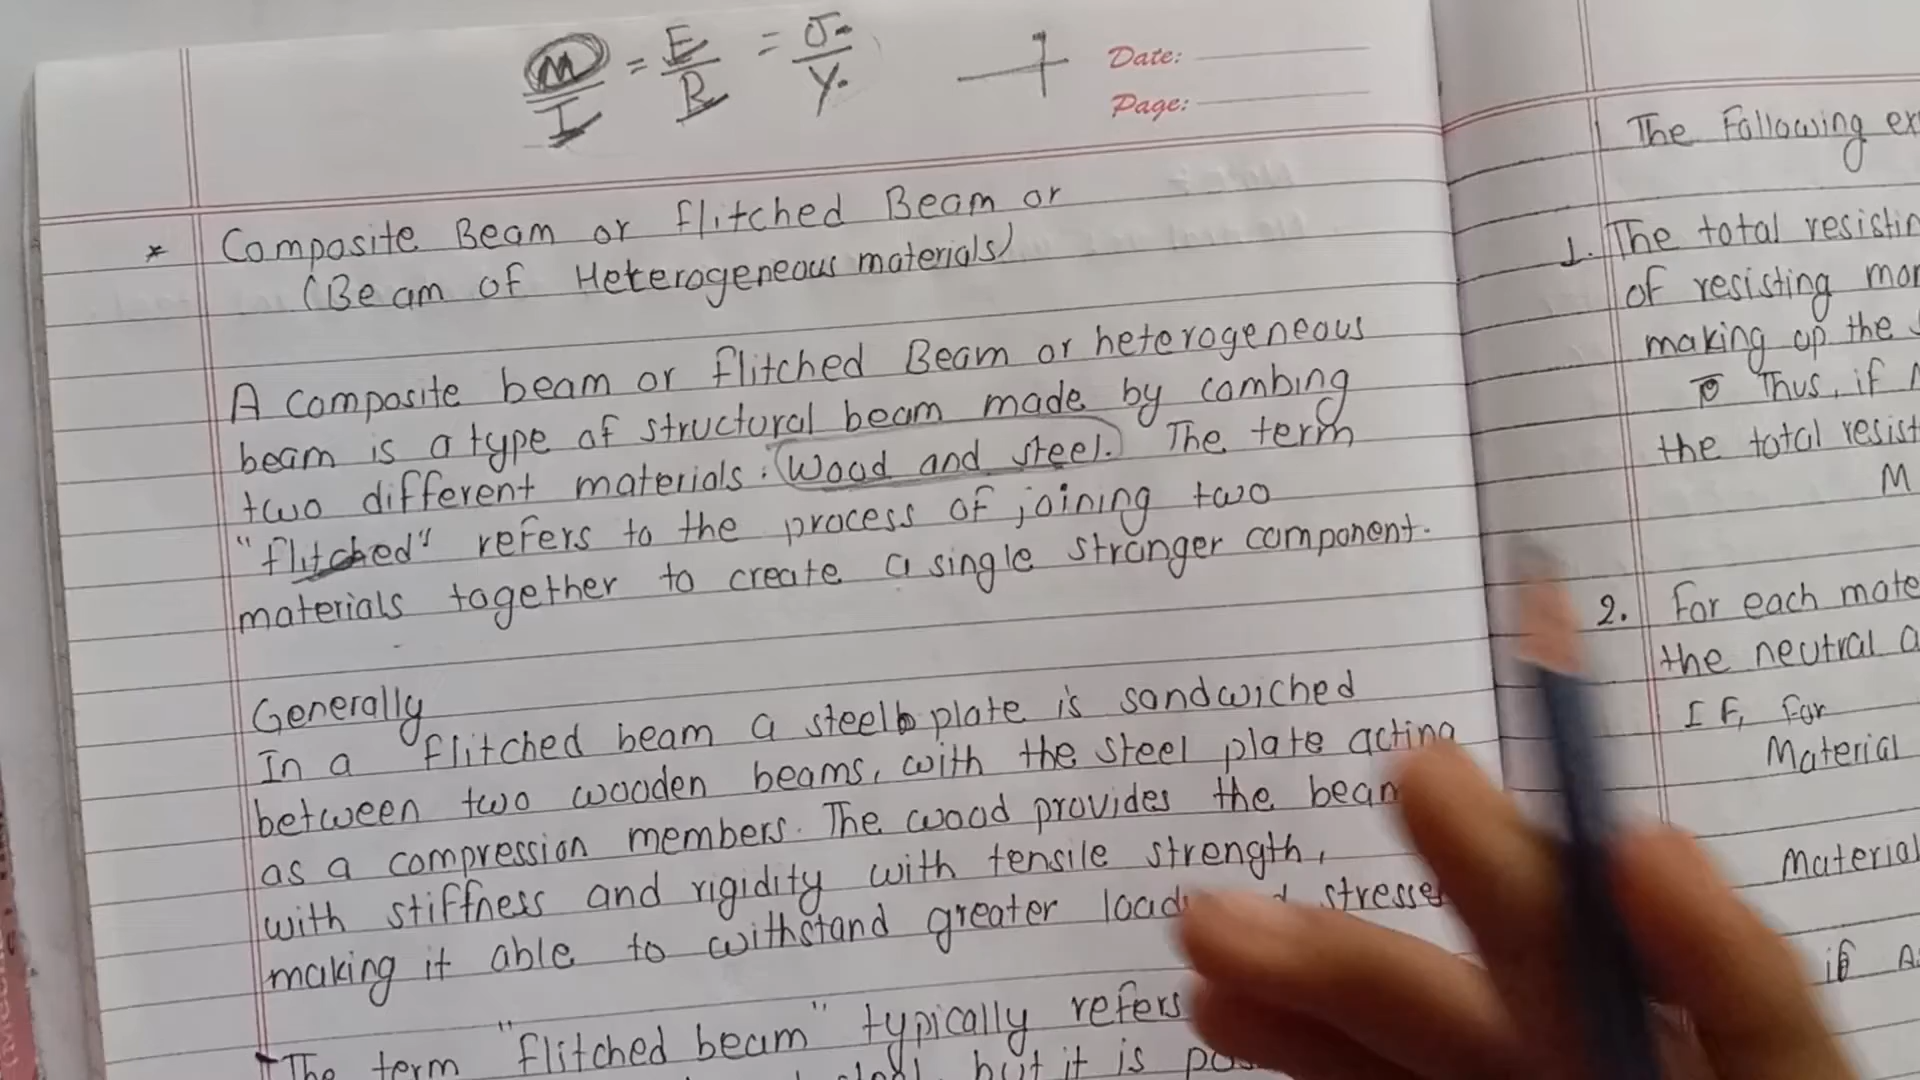 M/I = E/R = σ/y
Date:
Page:
* Composite Beam or flitched Beam or
(Beam of Heterogeneous materials)
A composite beam or flitched Beam or heterogeneous
beam is a type of structural beam made by combing
two different materials: Wood and steel. The term
"flitched" refers to the process of joining two
materials together to create a single stronger component.
Generally
In a flitched beam a steel plate is sandwiched
between two wooden beams, with the steel plate acting
as a compression members. The wood provides the beam
with stiffness and rigidity with tensile strength,
making it able to withstand greater load stresse
The term "flitched beam" typically refers
but it is
The Following
1. The total
of resisting
making up the
Thus, if
the total
M
2. For each
the neutral
IF, For
Material
Material
if